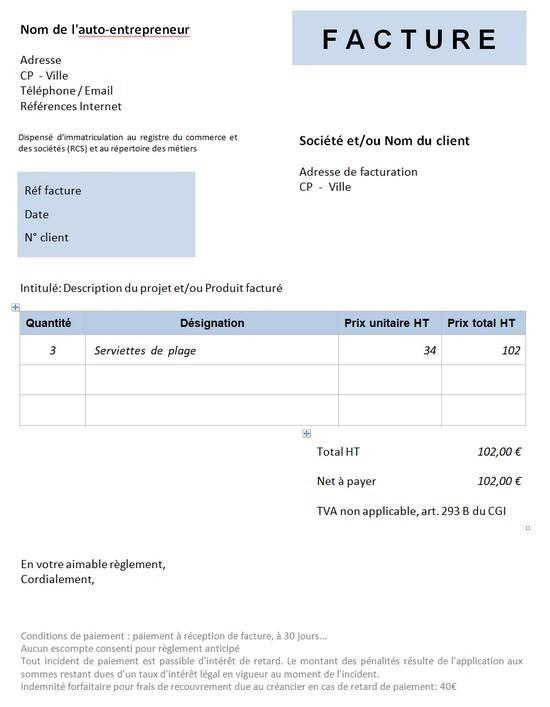 Nom de l'auto-entrepreneur
FACTURE
Adresse
CP - Ville
Téléphone / Email
Références Internet
Dispensé d'immatriculation au registre du commerce et
des sociétés (RCS) et au répertoire des métiers
Société et/ou Nom du client
Adresse de facturation
CP - Ville
Réf facture
Date
N° client
Intitulé: Description du projet et/ou Produit facturé
Quantité Désignation Prix unitaire HT Prix total HT
3 Serviettes de plage 34 102
Total HT 102,00 €
Net à payer 102,00 €
TVA non applicable, art. 293 B du CGI
En votre aimable règlement,
Cordialement,
Conditions de paiement : paiement à réception de facture, à 30 jours...
Aucun escompte consenti pour règlement anticipé
Tout incident de paiement est passible d'intérêt de retard. Le montant des pénalités résulte de l'application aux
sommes restant dues d'un taux d'intérêt légal en vigueur au moment de l'incident.
Indemnité forfaitaire pour frais de recouvrement due au créancier en cas de retard de paiement: 40€